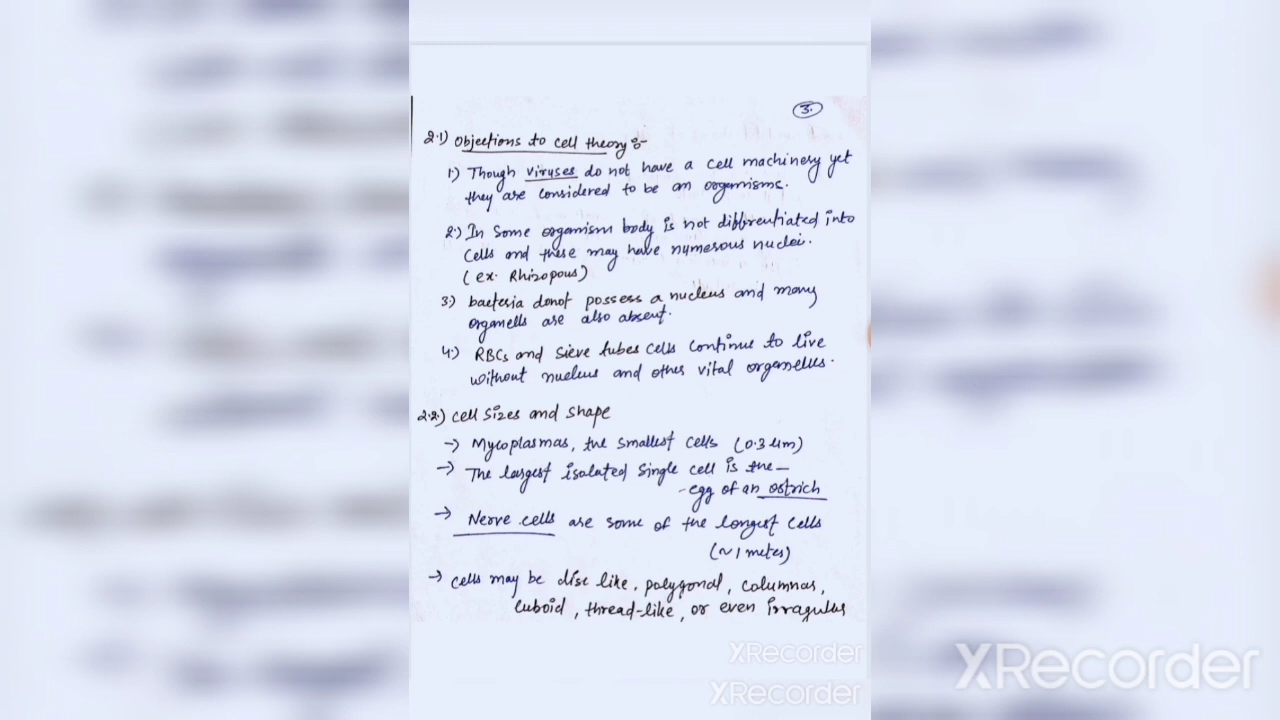 3.
2.1) Objections to cell theory :-
1.) Though viruses do not have a cell machinery yet
they are considered to be an organisms.
2.) In some organism body is not differentiated into
cells and these may have numerous nuclei.
( ex. Rhizopous)
3.) bacteria donot possess a nucleus and many
organells are also absent.
4.) RBCs and sieve tubes cells continue to live
without nucleus and other vital organelles.
2.2.) Cell sizes and shape
-> Mycoplasmas, the smallest cells (0.3 μm)
-> The largest isolated single cell is the —
- egg of an ostrich
-> Nerve cells are some of the longest cells
(~1 meter)
-> cells may be disc like, polygonal, columnar,
cuboid, thread-like, or even irragular
XRecorder
XRecorder
XRecorder